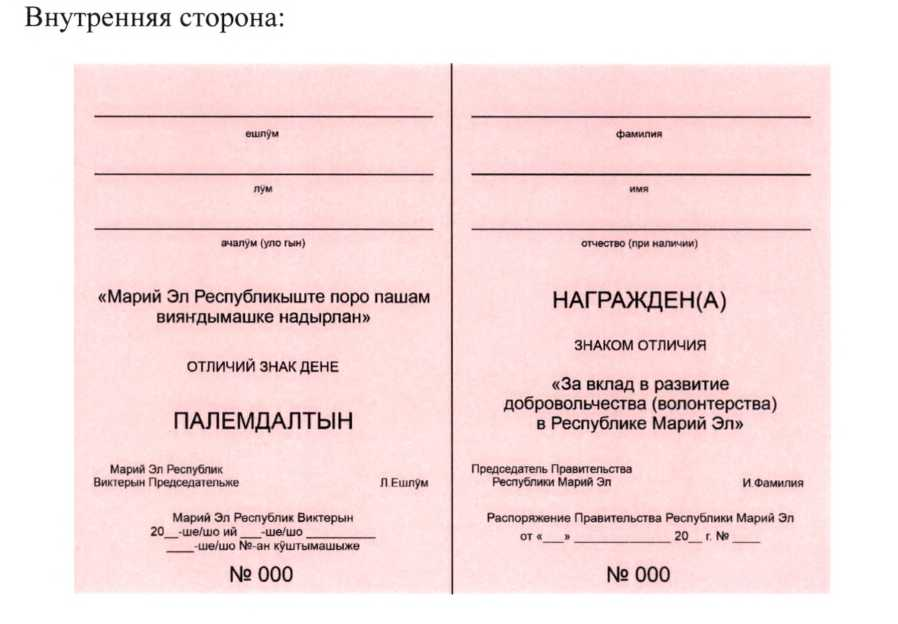 Внутренняя сторона:
ешлӱм
лӱм
ачалӱм (уло гын)
«Марий Эл Республикыште поро пашам
вияҥдымашке надырлан»
ОТЛИЧИЙ ЗНАК ДЕНЕ
ПАЛЕМДАЛТЫН
Марий Эл Республик
Виктерын Председательже
Л.Ешлӱм
Марий Эл Республик Виктерын
20__-ше/шо ий ___-ше/шо ___________
____-ше/шо №-ан кӱштымашыже
№ 000
фамилия
имя
отчество (при наличии)
НАГРАЖДЕН(А)
ЗНАКОМ ОТЛИЧИЯ
«За вклад в развитие
добровольчества (волонтерства)
в Республике Марий Эл»
Председатель Правительства
Республики Марий Эл
И.Фамилия
Распоряжение Правительства Республики Марий Эл
от «___» _______________ 20__ г. № ____
№ 000